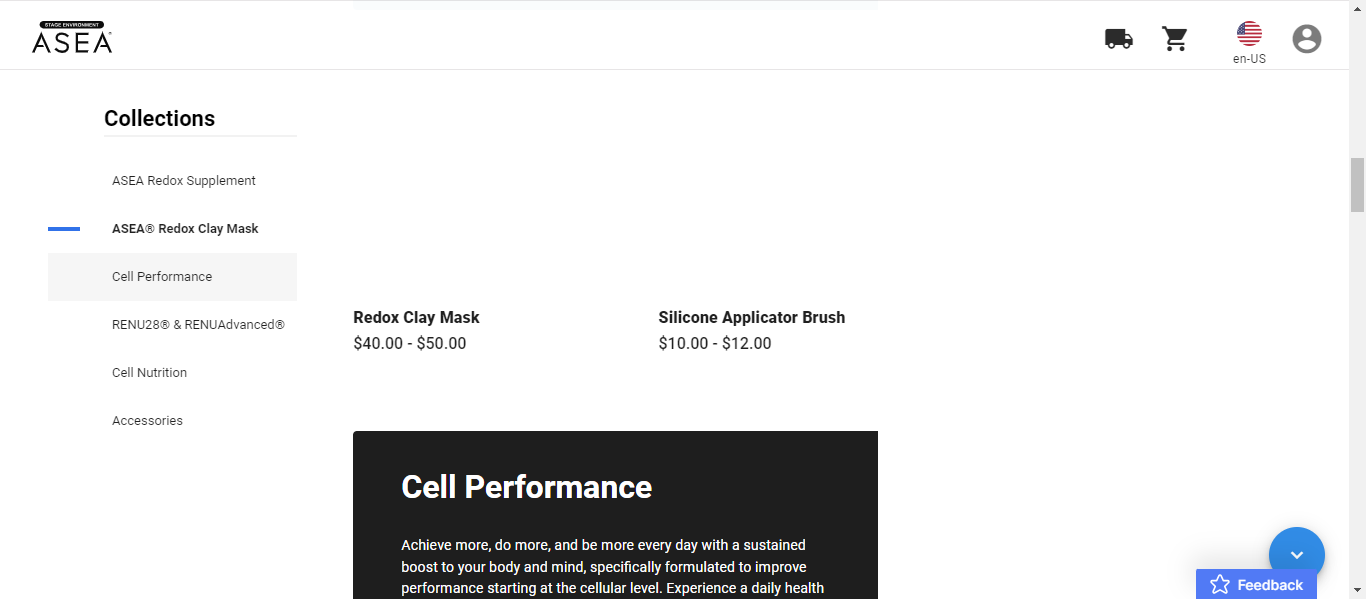 STAGE ENVIRONMENT
ASEA
en-US
Collections
ASEA Redox Supplement
ASEA® Redox Clay Mask
Cell Performance
RENU28® & RENUAdvanced®
Cell Nutrition
Accessories
Redox Clay Mask
$40.00 - $50.00
Silicone Applicator Brush
$10.00 - $12.00
Cell Performance
Achieve more, do more, and be more every day with a sustained
boost to your body and mind, specifically formulated to improve
performance starting at the cellular level. Experience a daily health
Feedback